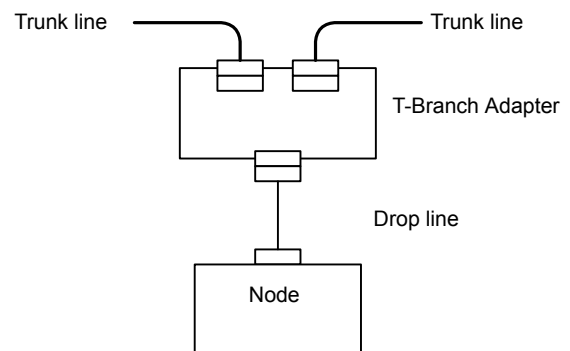 Trunk line
Trunk line
T-Branch Adapter
Drop line
Node